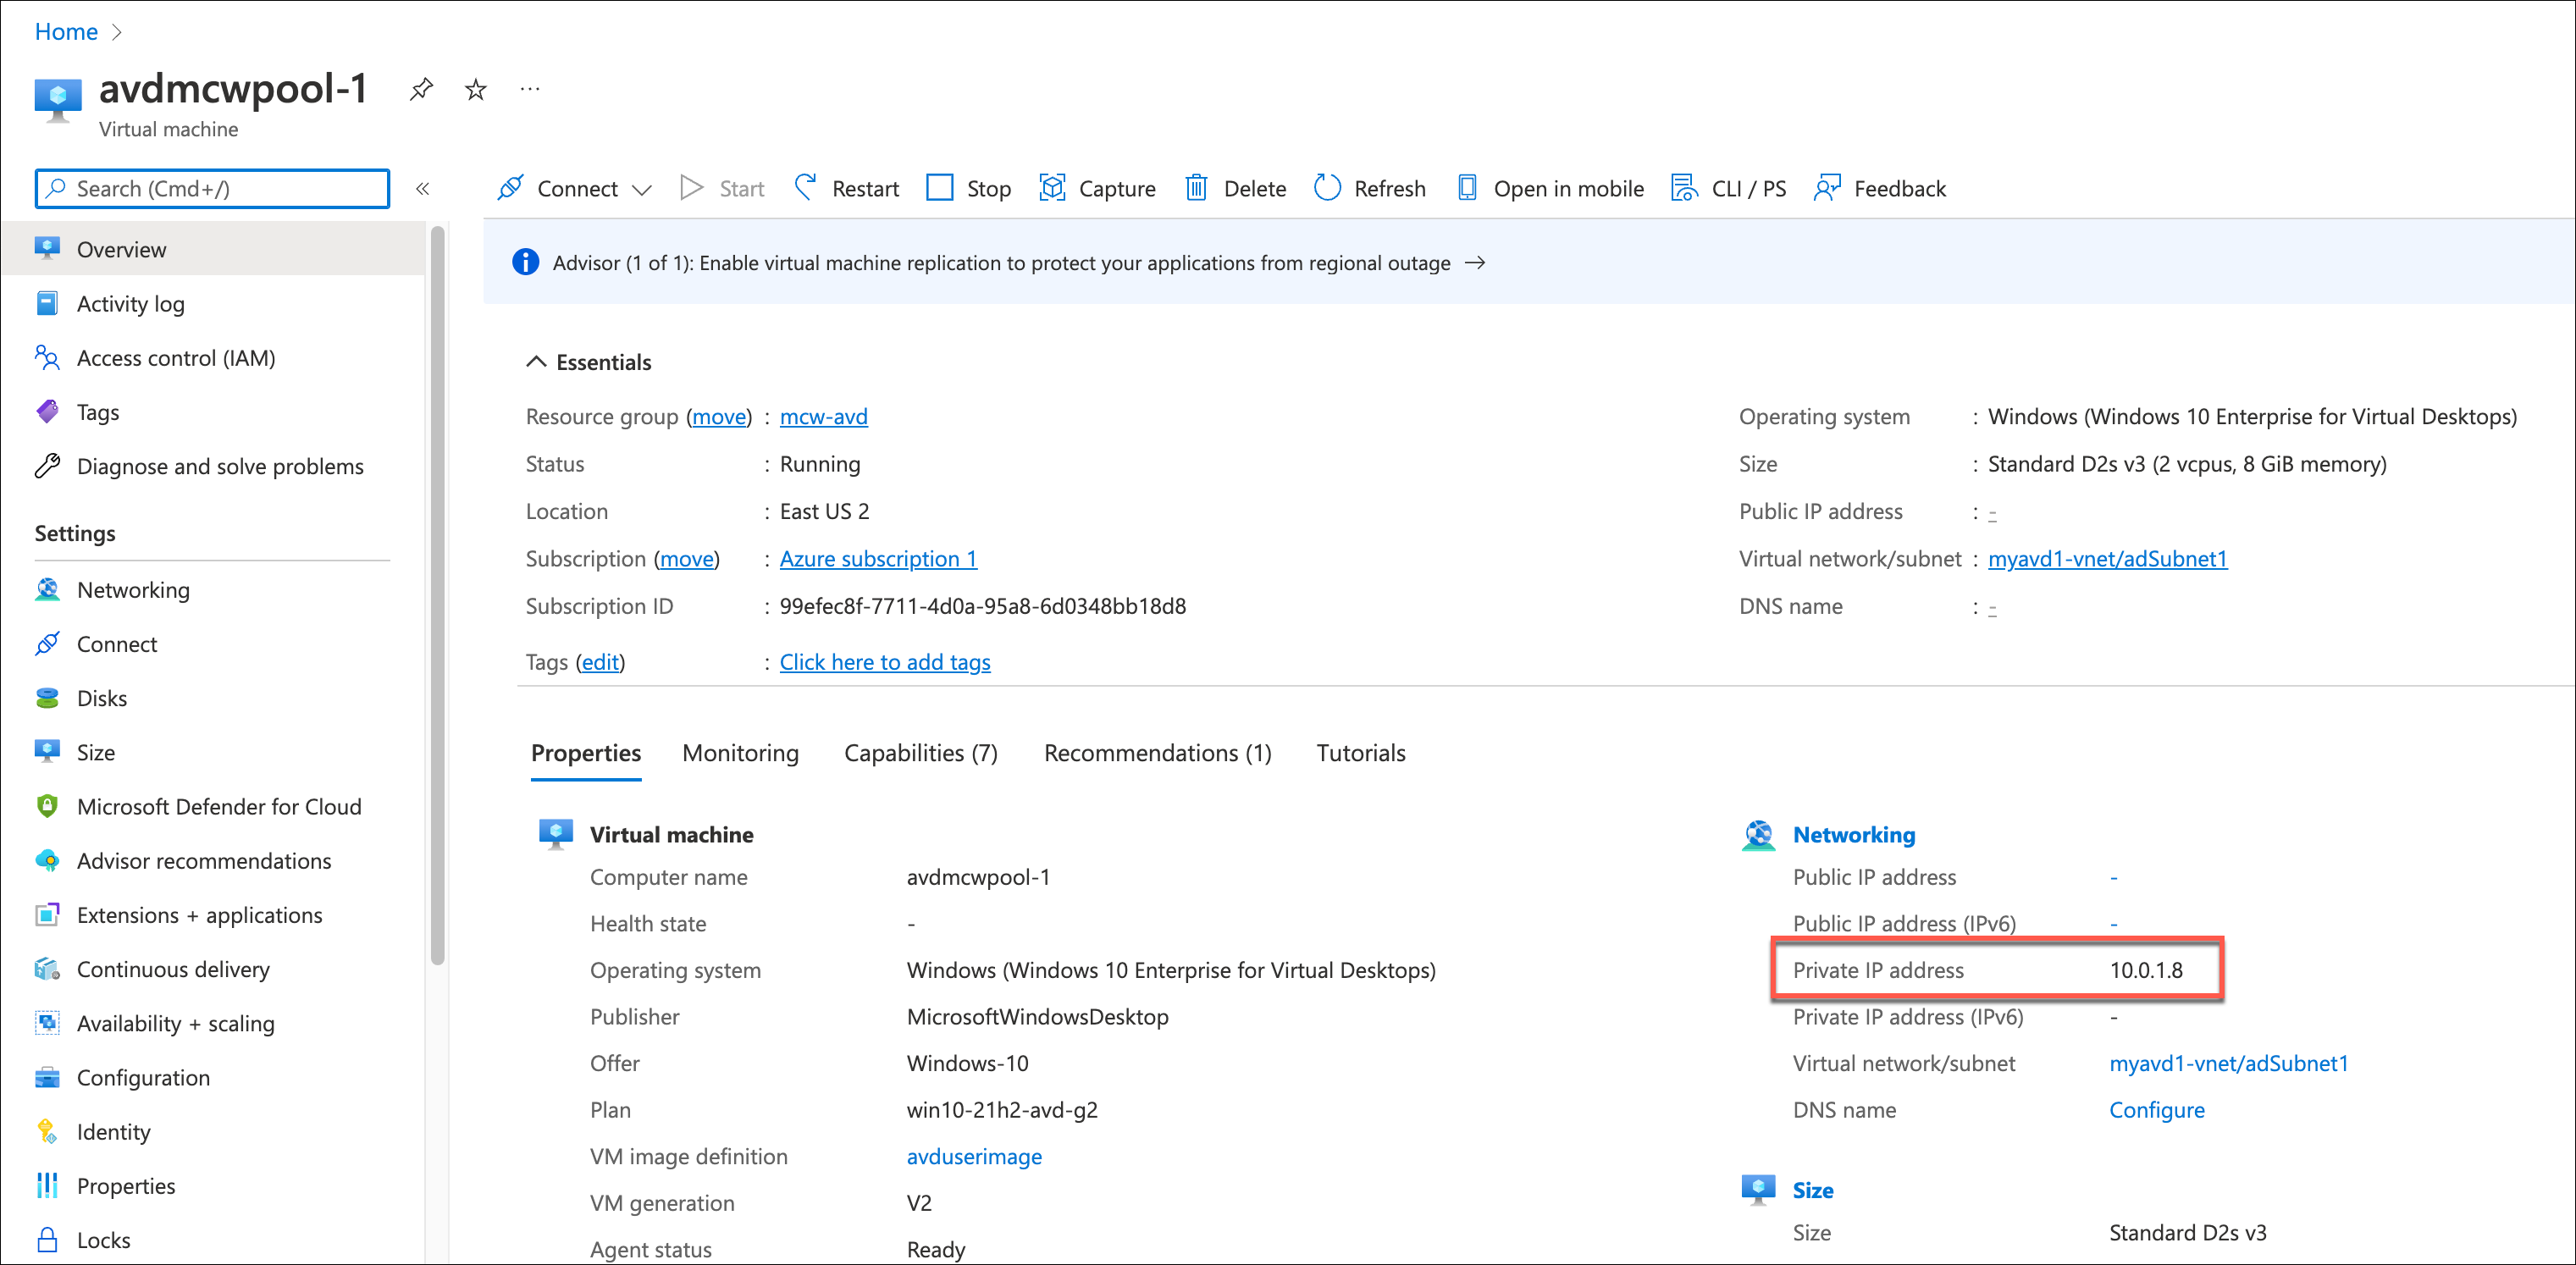 Home
avdmcwpool-1
Virtual machine
Search (Cmd+/)
Connect Start Restart Stop Capture Delete Refresh Open in mobile CLI / PS Feedback
Overview
Activity log
Access control (IAM)
Tags
Diagnose and solve problems
Settings
Networking
Connect
Disks
Size
Microsoft Defender for Cloud
Advisor recommendations
Extensions + applications
Continuous delivery
Availability + scaling
Configuration
Identity
Properties
Locks
Advisor (1 of 1): Enable virtual machine replication to protect your applications from regional outage →
Essentials
Resource group (move) : mcw-avd
Status : Running
Location : East US 2
Subscription (move) : Azure subscription 1
Subscription ID : 99efec8f-7711-4d0a-95a8-6d0348bb18d8
Tags (edit) : Click here to add tags
Operating system : Windows (Windows 10 Enterprise for Virtual Desktops)
Size : Standard D2s v3 (2 vcpus, 8 GiB memory)
Public IP address : -
Virtual network/subnet : myavd1-vnet/adSubnet1
DNS name : -
Properties Monitoring Capabilities (7) Recommendations (1) Tutorials
Virtual machine
Computer name avdmcwpool-1
Health state -
Operating system Windows (Windows 10 Enterprise for Virtual Desktops)
Publisher MicrosoftWindowsDesktop
Offer Windows-10
Plan win10-21h2-avd-g2
VM image definition avduserimage
VM generation V2
Agent status Ready
Networking
Public IP address -
Public IP address (IPv6) -
Private IP address 10.0.1.8
Private IP address (IPv6) -
Virtual network/subnet myavd1-vnet/adSubnet1
DNS name Configure
Size
Size Standard D2s v3